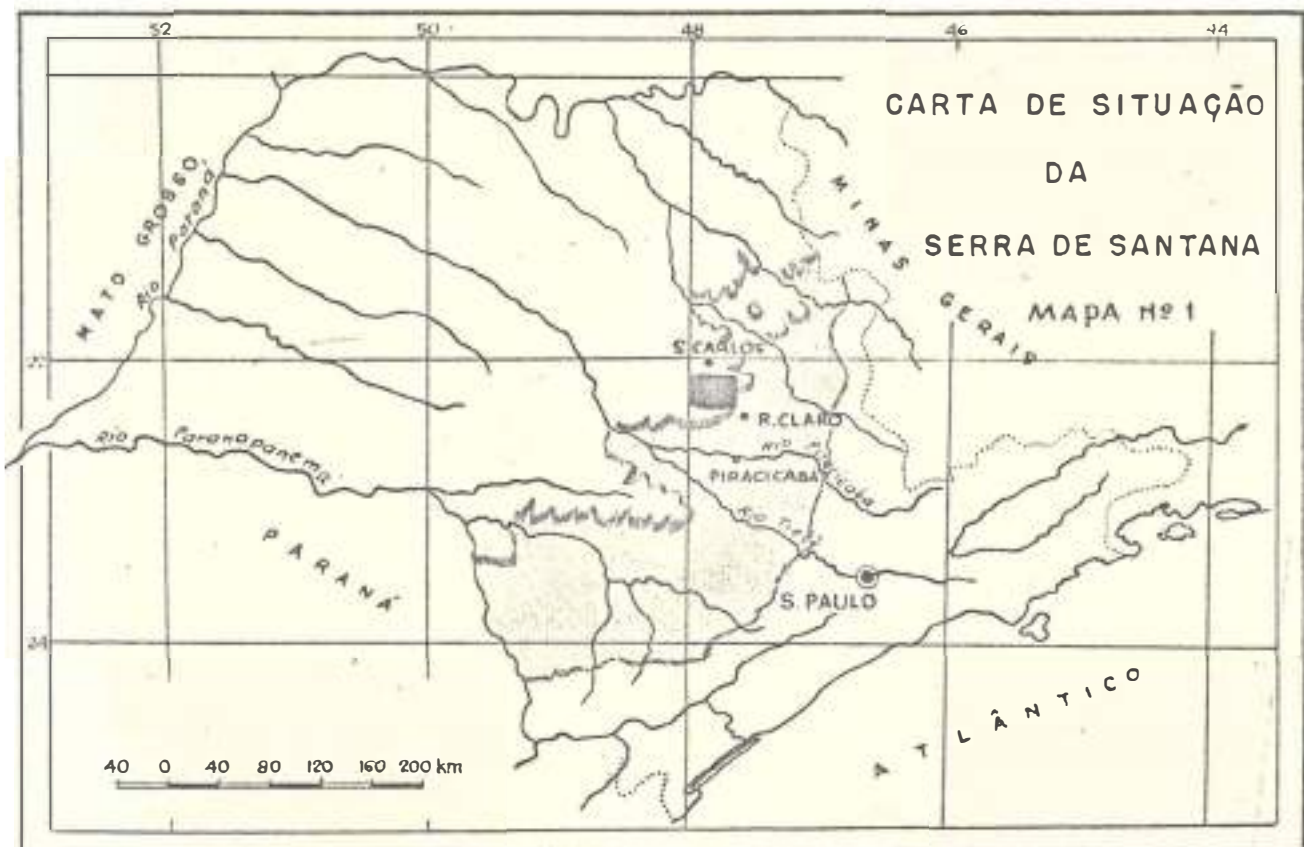 52 50 48 46 44
CARTA DE SITUAÇÃO
DA
SERRA DE SANTANA
MAPA Nº 1
MATO GROSSO
Rio Paraná
MINAS GERAIS
22
S. CARLOS
R. CLARO
Rio Paranapanema
PIRACICABA
RIO
RIO TIETÊ
PARANÁ
S. PAULO
24
ATLÂNTICO
40 0 40 80 120 160 200 km